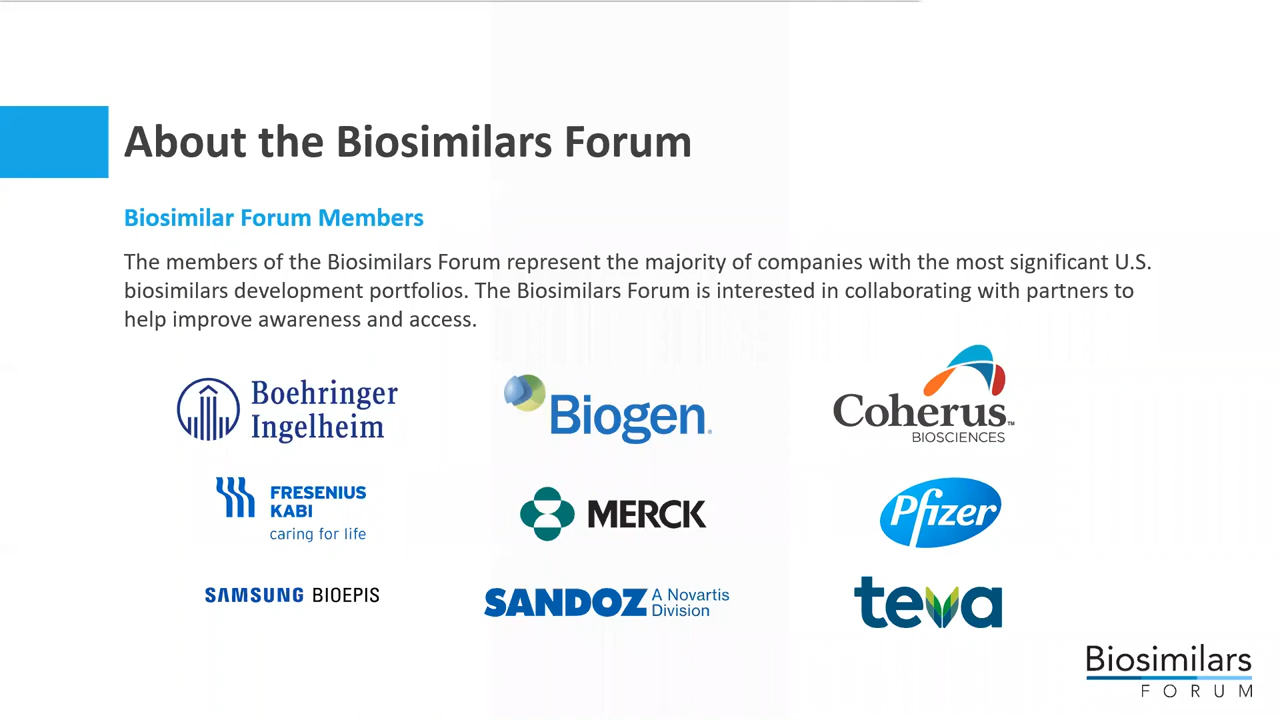 About the Biosimilars Forum
Biosimilar Forum Members
The members of the Biosimilars Forum represent the majority of companies with the most significant U.S.
biosimilars development portfolios. The Biosimilars Forum is interested in collaborating with partners to
help improve awareness and access.
Boehringer
Ingelheim
Biogen®
Coherus™
BIOSCIENCES
FRESENIUS
KABI
caring for life
MERCK
Pfizer
SAMSUNG BIOEPIS
SANDOZ A Novartis
Division
teva
Biosimilars
FORUM